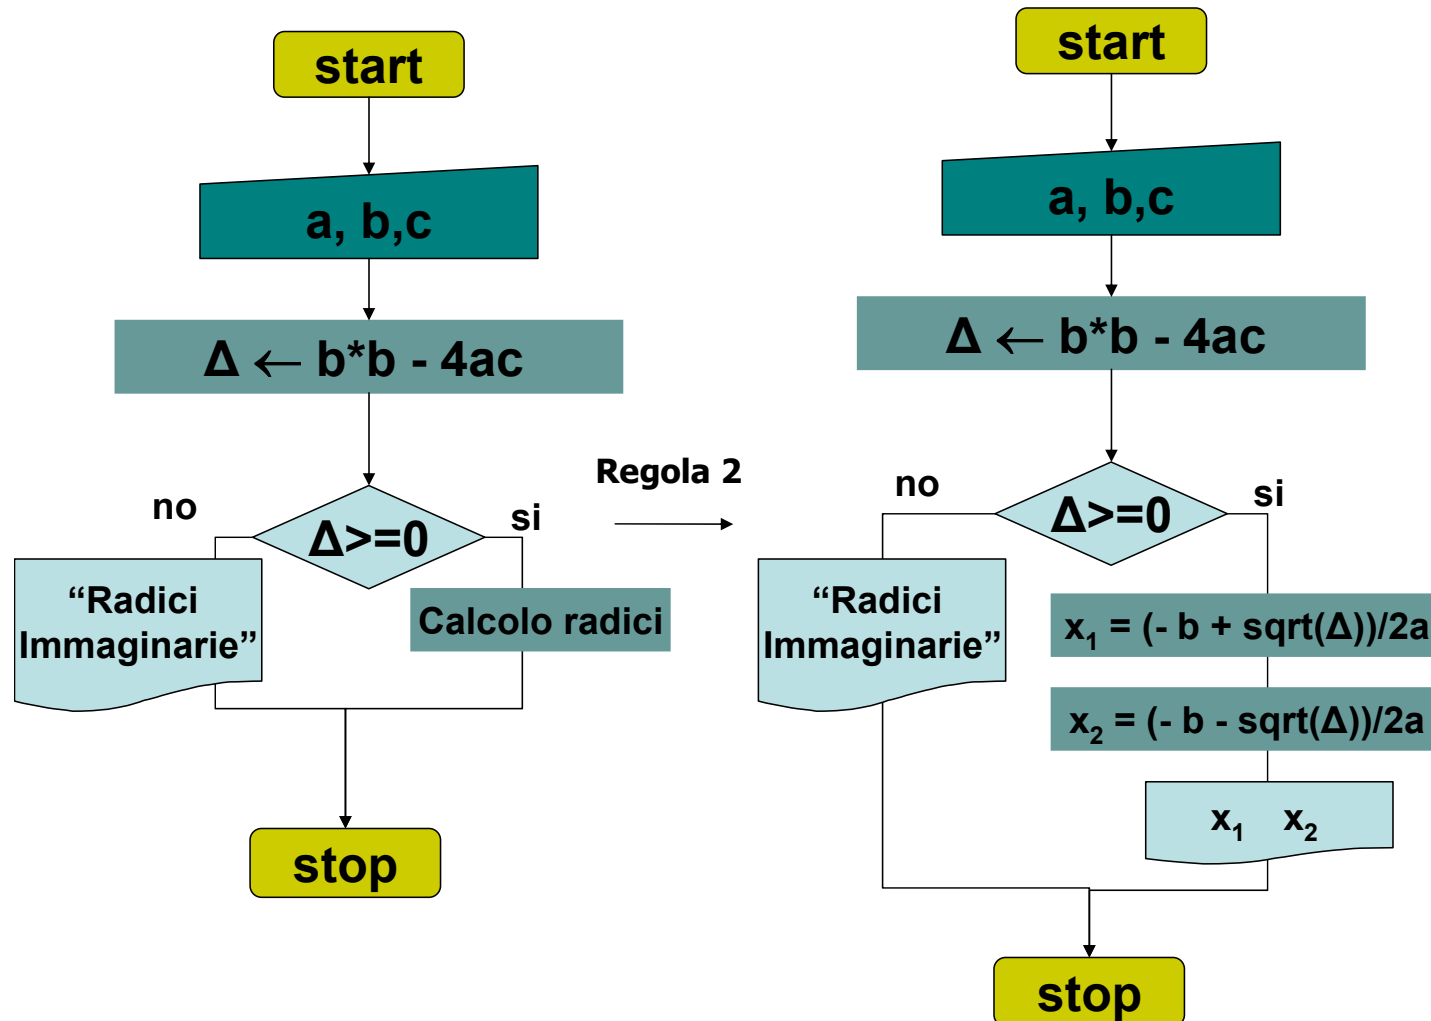 start
a, b,c
Δ ← b*b - 4ac
no
Δ>=0
si
“Radici
Immaginarie”
Calcolo radici
stop
Regola 2
start
a, b,c
Δ ← b*b - 4ac
no
Δ>=0
si
“Radici
Immaginarie”
x₁ = (- b + sqrt(Δ))/2a
x₂ = (- b - sqrt(Δ))/2a
x₁ x₂
stop